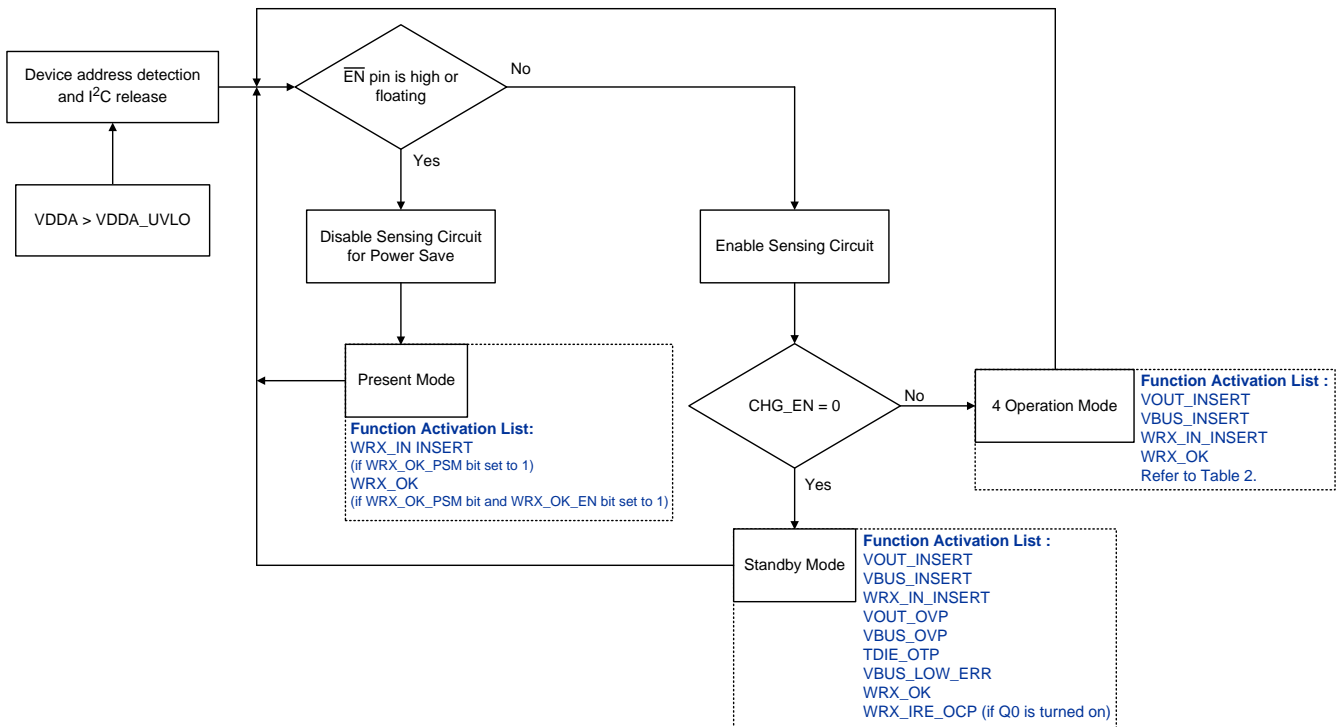 Device address detection
and I²C release
VDDA > VDDA_UVLO
E̅N̅ pin is high or
floating
No
Yes
Disable Sensing Circuit
for Power Save
Enable Sensing Circuit
Present Mode
Function Activation List:
WRX_IN INSERT
(if WRX_OK_PSM bit set to 1)
WRX_OK
(if WRX_OK_PSM bit and WRX_OK_EN bit set to 1)
CHG_EN = 0
No
Yes
4 Operation Mode
Function Activation List :
VOUT_INSERT
VBUS_INSERT
WRX_IN_INSERT
WRX_OK
Refer to Table 2.
Standby Mode
Function Activation List :
VOUT_INSERT
VBUS_INSERT
WRX_IN_INSERT
VOUT_OVP
VBUS_OVP
TDIE_OTP
VBUS_LOW_ERR
WRX_OK
WRX_IRE_OCP (if Q0 is turned on)